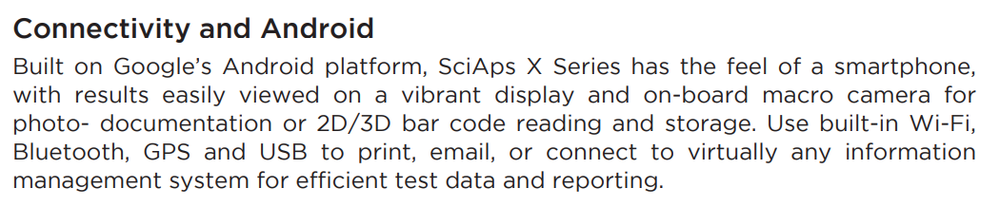 Connectivity and Android
Built on Google's Android platform, SciAps X Series has the feel of a smartphone,
with results easily viewed on a vibrant display and on-board macro camera for
photo- documentation or 2D/3D bar code reading and storage. Use built-in Wi-Fi,
Bluetooth, GPS and USB to print, email, or connect to virtually any information
management system for efficient test data and reporting.